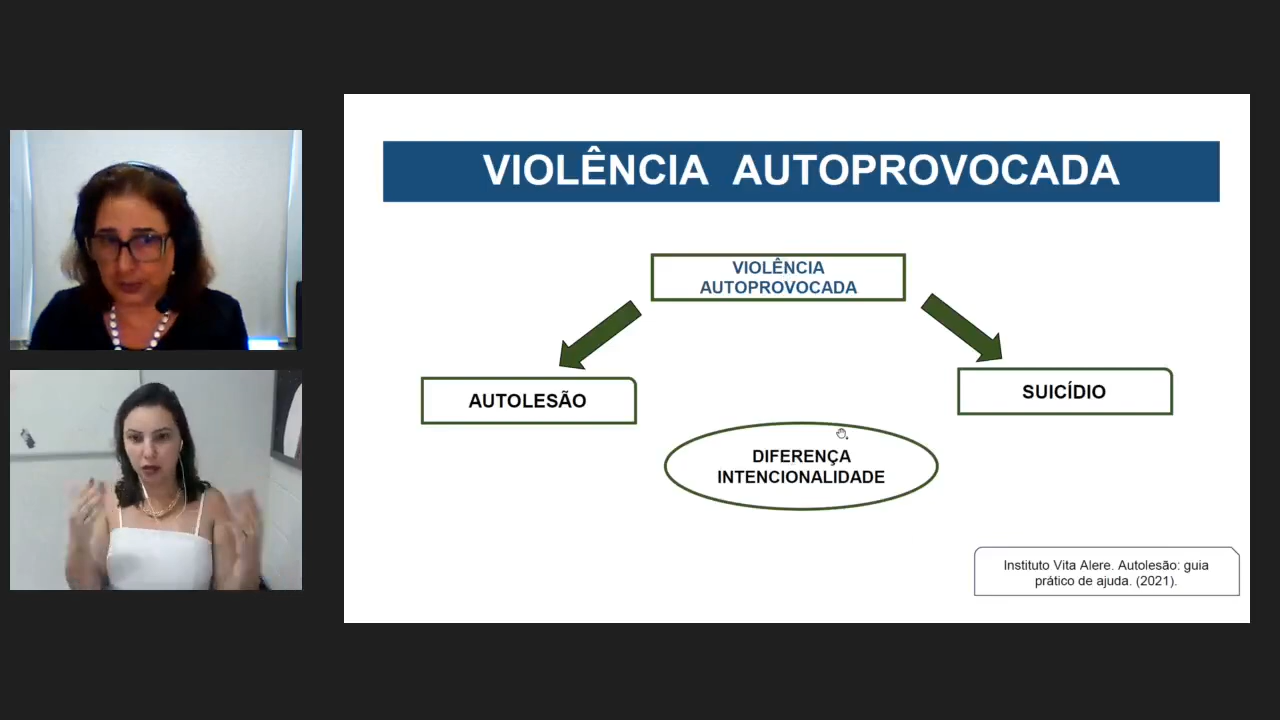 VIOLÊNCIA AUTOPROVOCADA
VIOLÊNCIA
AUTOPROVOCADA
AUTOLESÃO
SUICÍDIO
DIFERENÇA
INTENCIONALIDADE
Instituto Vita Alere. Autolesão: guia
prático de ajuda. (2021).